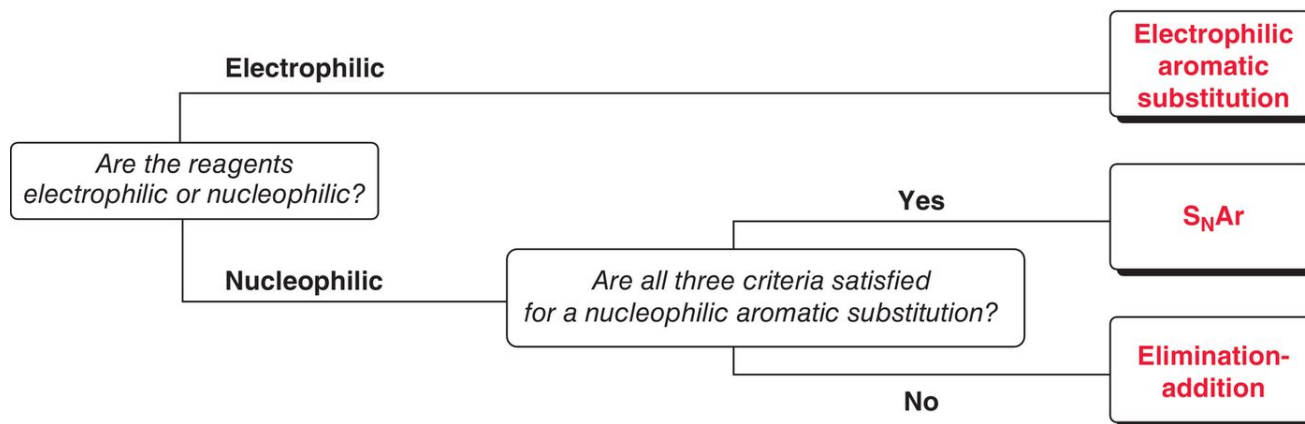 Electrophilic
Electrophilic
aromatic
substitution
Are the reagents
electrophilic or nucleophilic?
Nucleophilic
Are all three criteria satisfied
for a nucleophilic aromatic substitution?
Yes
SNAr
No
Elimination-
addition